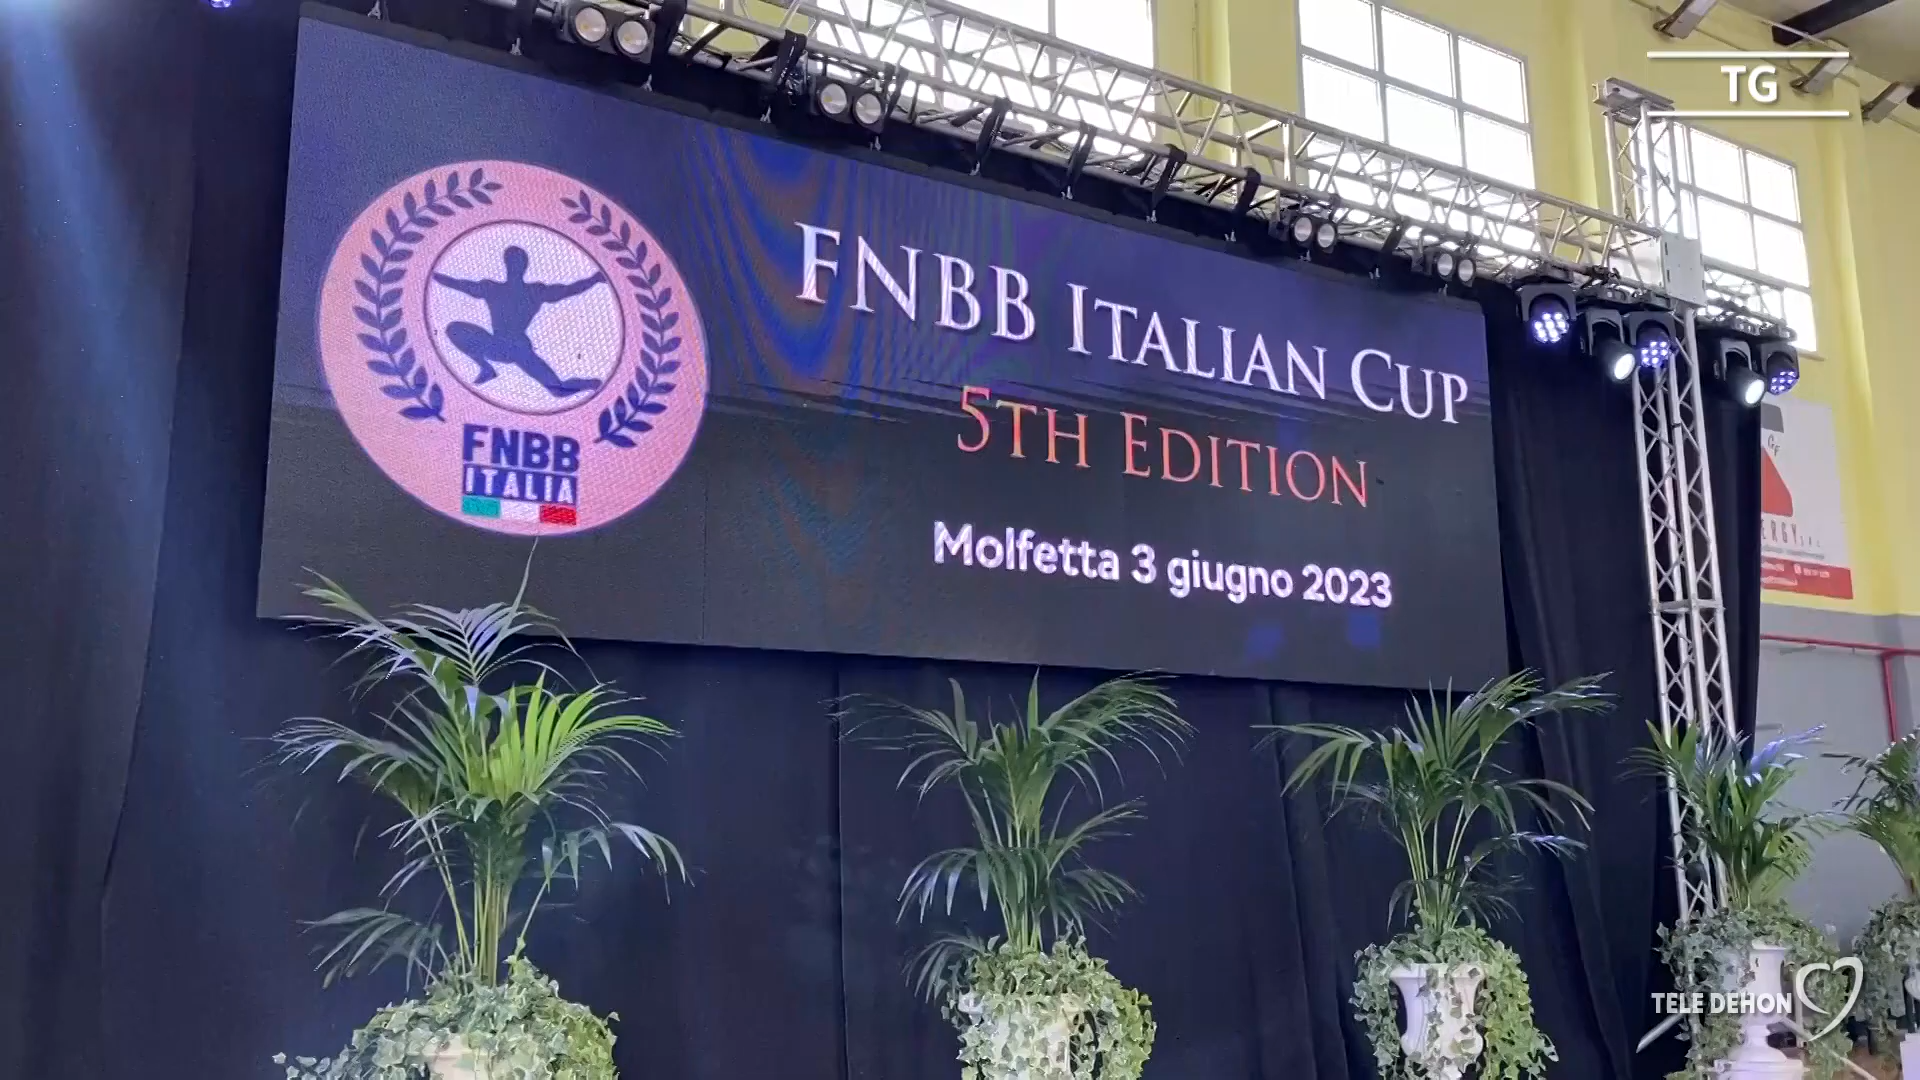 TG
FNBB ITALIAN CUP
5TH EDITION
Molfetta 3 giugno 2023
FNBB
ITALIA
TELE DEHON